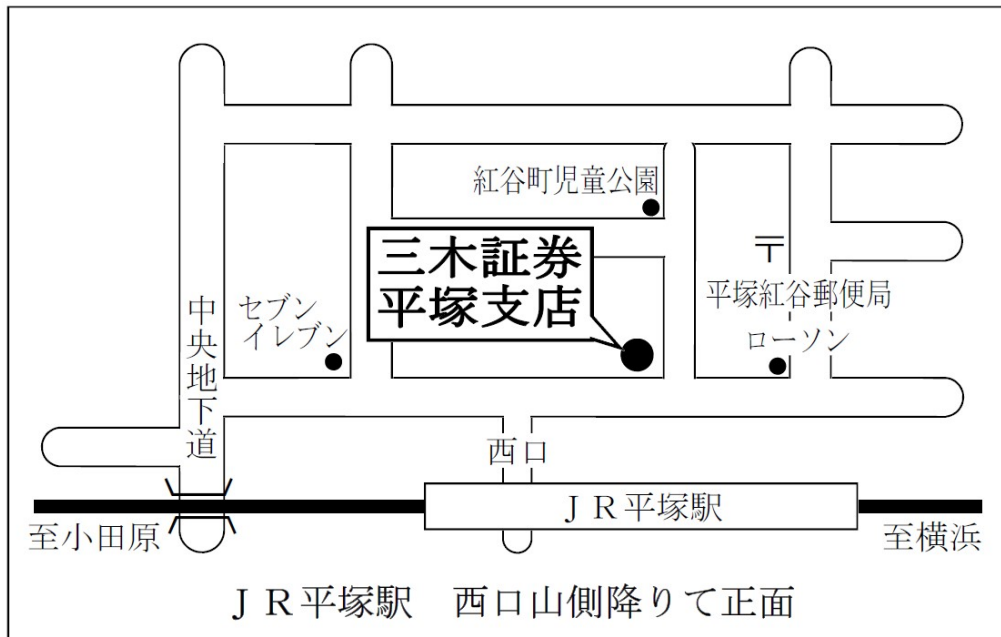 紅谷町児童公園
三木証券
平塚支店
〒
平塚紅谷郵便局
ローソン
セブン
イレブン
中央地下道
西口
ＪＲ平塚駅
至小田原
至横浜
ＪＲ平塚駅　西口山側降りて正面